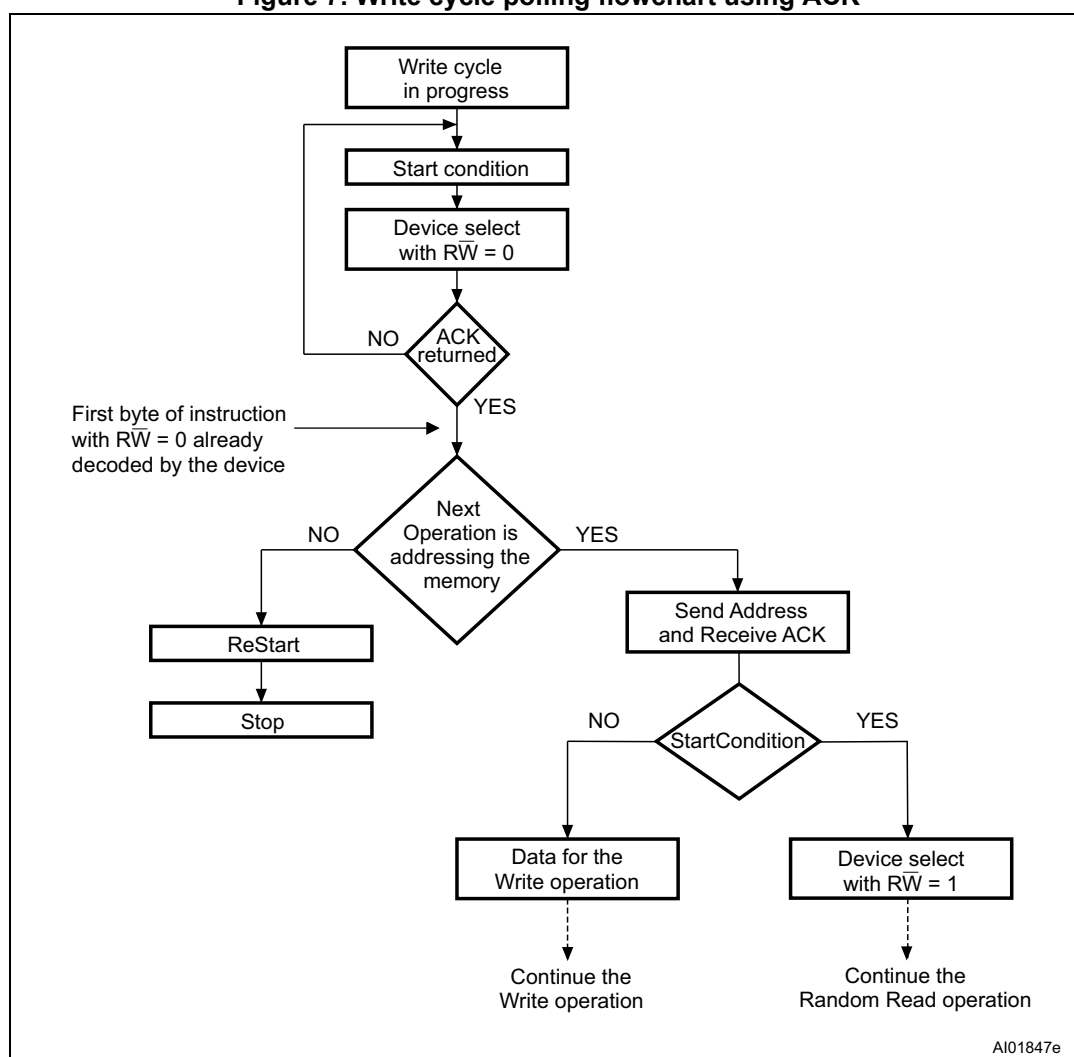 Figure 7. Write cycle polling flowchart using ACK
Write cycle
in progress
Start condition
Device select
with RW̅ = 0
NO
ACK
returned
YES
First byte of instruction
with RW̅ = 0 already
decoded by the device
Next
Operation is
addressing the
memory
NO
YES
Send Address
and Receive ACK
ReStart
Stop
NO
StartCondition
YES
Data for the
Write operation
Device select
with RW̅ = 1
Continue the
Write operation
Continue the
Random Read operation
AI01847e